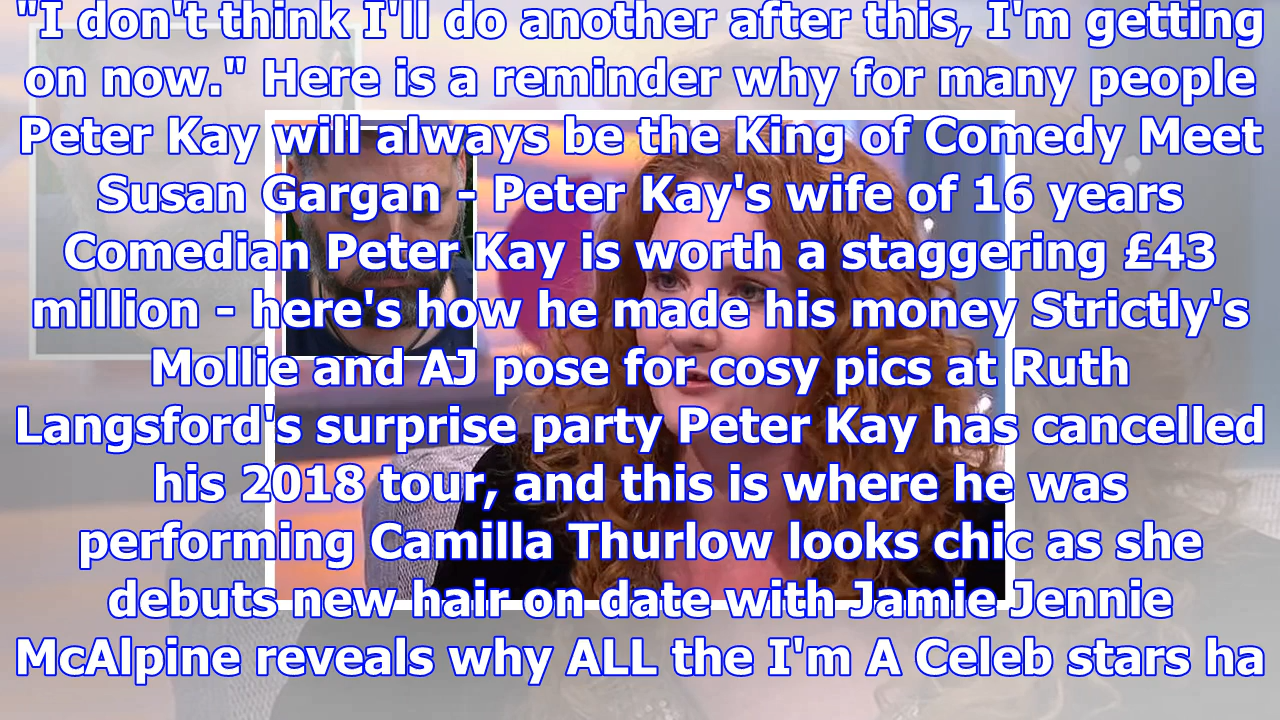 "I don't think I'll do another after this, I'm getting
on now." Here is a reminder why for many people
Peter Kay will always be the King of Comedy Meet
Susan Gargan - Peter Kay's wife of 16 years
Comedian Peter Kay is worth a staggering £43
million - here's how he made his money Strictly's
Mollie and AJ pose for cosy pics at Ruth
Langsford's surprise party Peter Kay has cancelled
his 2018 tour, and this is where he was
performing Camilla Thurlow looks chic as she
debuts new hair on date with Jamie Jennie
McAlpine reveals why ALL the I'm A Celeb stars ha